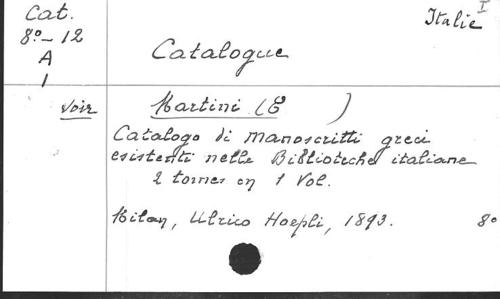 Cat.
8°-12
A
1
I
Italie
Catalogue
voir
Martini (E )
Catalogo di manoscritti greci
esistenti nelle Biblioteche italiane
2 tomes en 1 Vol.
Milan, Ulrico Hoepli, 1893. 8°